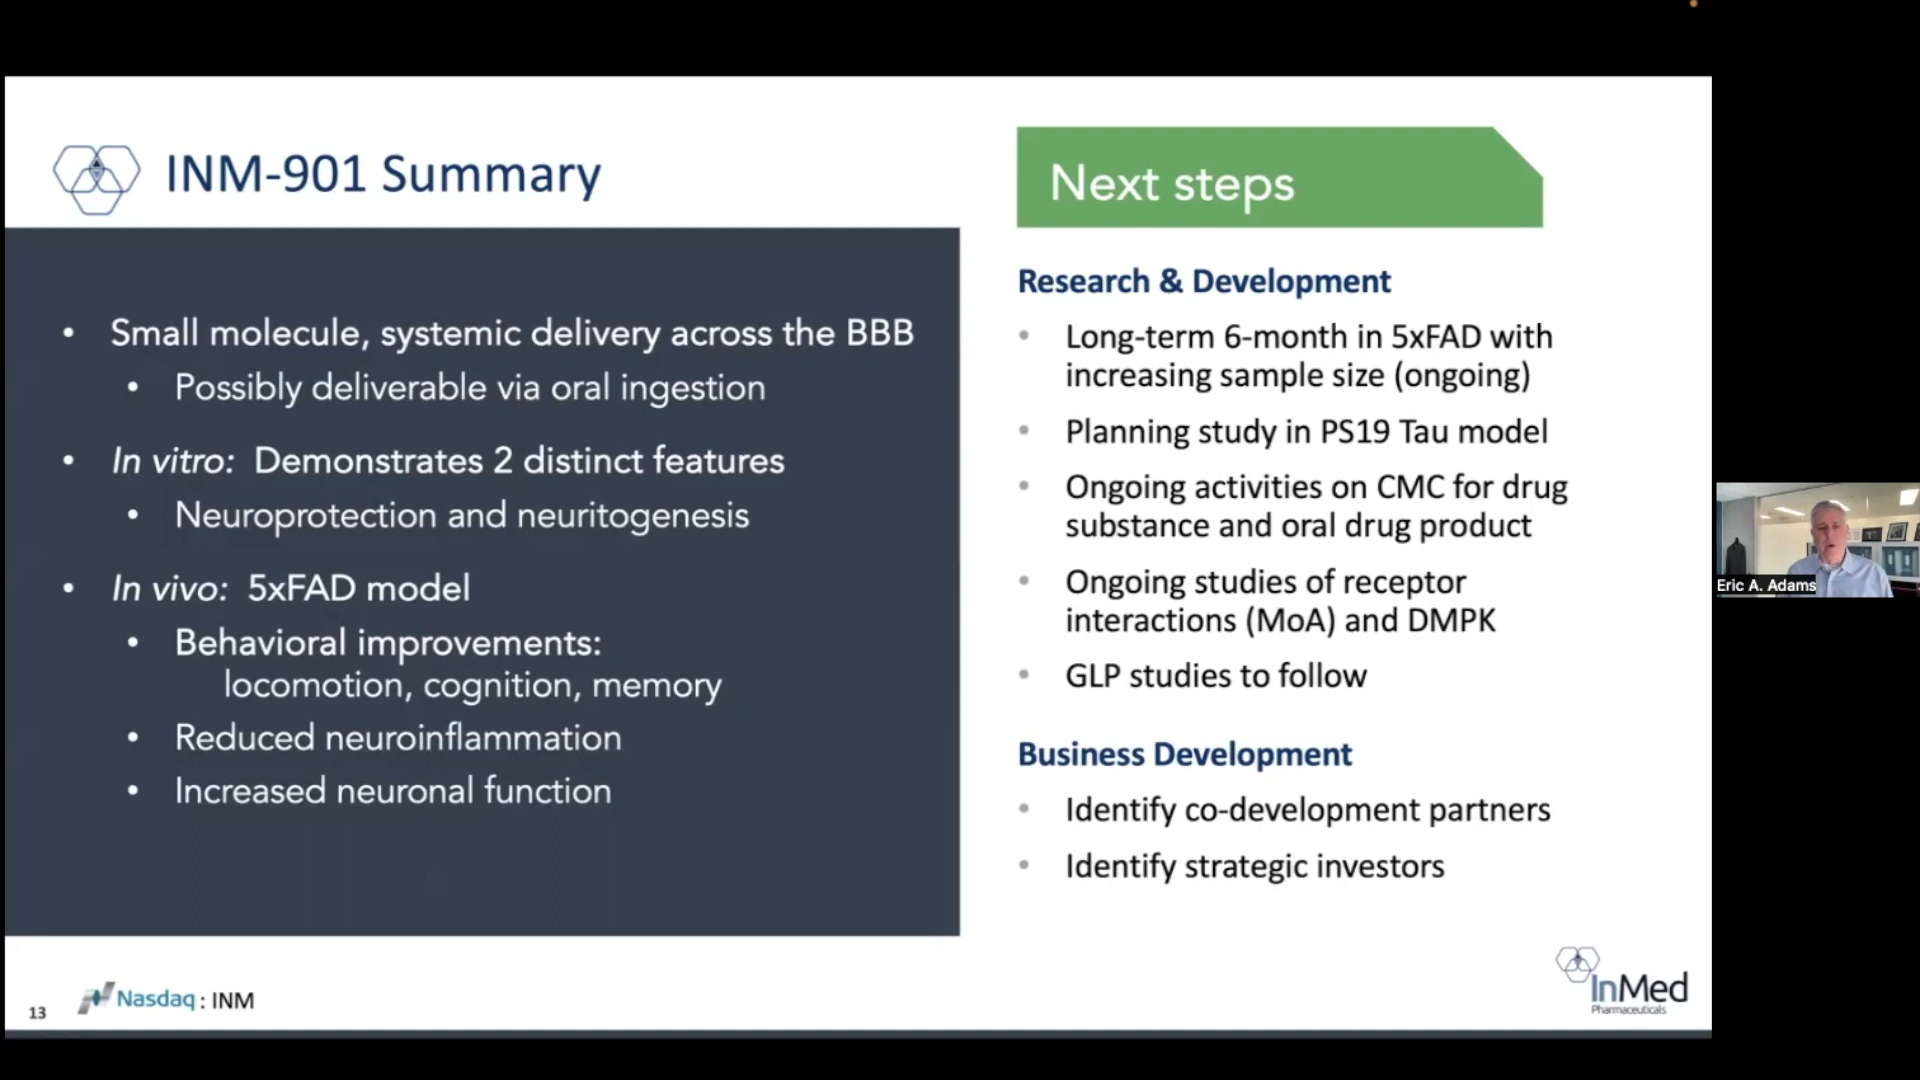 INM-901 Summary
• Small molecule, systemic delivery across the BBB
• Possibly deliverable via oral ingestion
• In vitro: Demonstrates 2 distinct features
• Neuroprotection and neuritogenesis
• In vivo: 5xFAD model
• Behavioral improvements:
locomotion, cognition, memory
• Reduced neuroinflammation
• Increased neuronal function
Next steps
Research & Development
• Long-term 6-month in 5xFAD with
increasing sample size (ongoing)
• Planning study in PS19 Tau model
• Ongoing activities on CMC for drug
substance and oral drug product
• Ongoing studies of receptor
interactions (MoA) and DMPK
• GLP studies to follow
Business Development
• Identify co-development partners
• Identify strategic investors
13
Nasdaq : INM
InMed
Pharmaceuticals
Eric A. Adams